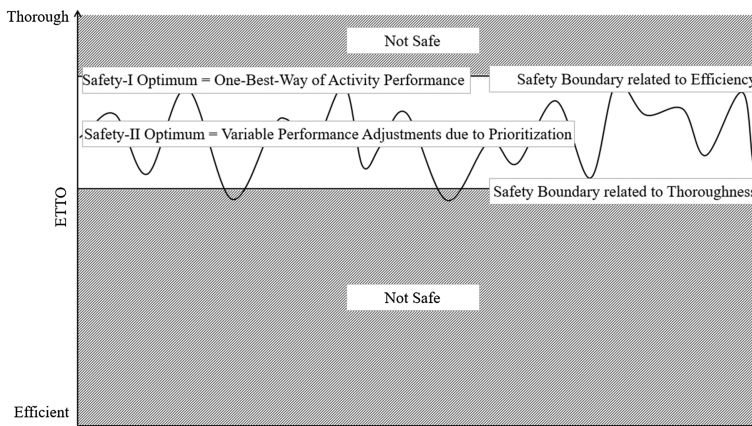 Thorough
Not Safe
Safety-I Optimum = One-Best-Way of Activity Performance
Safety Boundary related to Efficiency
Safety-II Optimum = Variable Performance Adjustments due to Prioritization
Safety Boundary related to Thoroughness
ETTO
Not Safe
Efficient